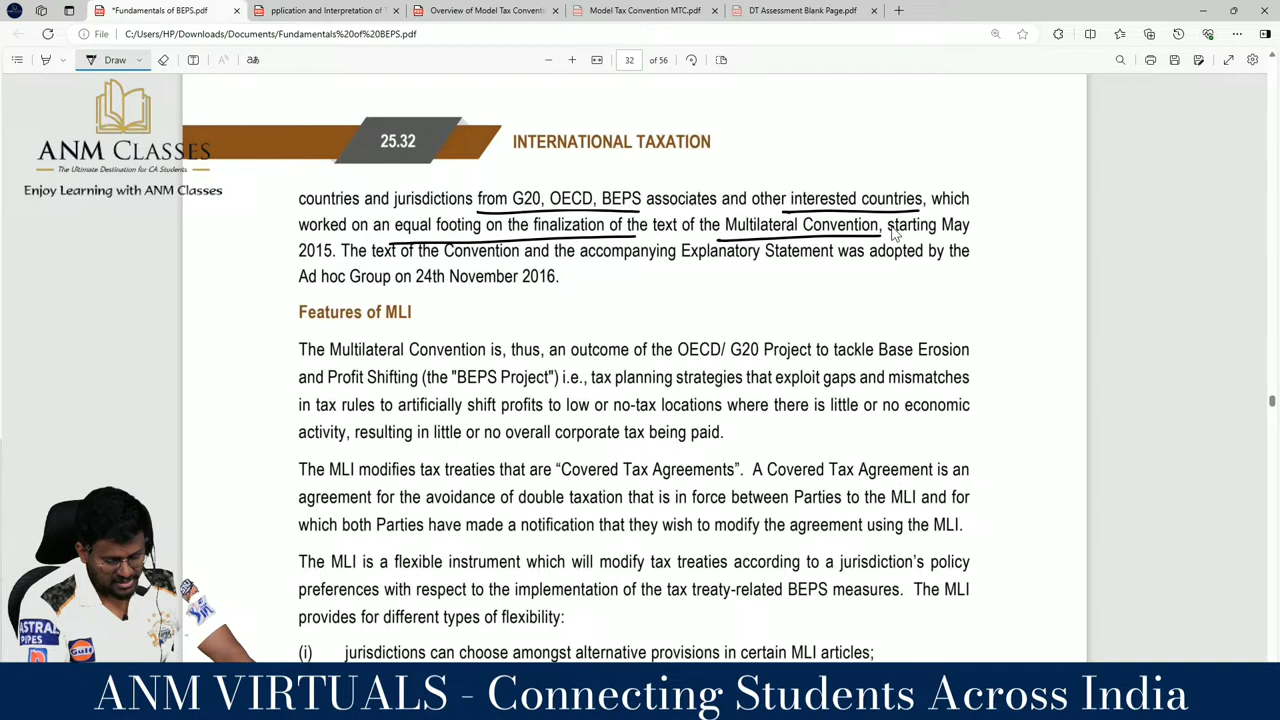 *Fundamentals of BEPS.pdf
pplication and Interpretation of T
Overview of Model Tax Conventi
Model Tax Convention MTC.pdf
DT Assessment Blank Page.pdf
File
C:/Users/HP/Downloads/Documents/Fundamentals%20of%20BEPS.pdf
Draw
32 of 56
ANM CLASSES
The Ultimate Destination for CA Students
Enjoy Learning with ANM Classes
25.32 INTERNATIONAL TAXATION
countries and jurisdictions from G20, OECD, BEPS associates and other interested countries, which
worked on an equal footing on the finalization of the text of the Multilateral Convention, starting May
2015. The text of the Convention and the accompanying Explanatory Statement was adopted by the
Ad hoc Group on 24th November 2016.
Features of MLI
The Multilateral Convention is, thus, an outcome of the OECD/ G20 Project to tackle Base Erosion
and Profit Shifting (the "BEPS Project") i.e., tax planning strategies that exploit gaps and mismatches
in tax rules to artificially shift profits to low or no-tax locations where there is little or no economic
activity, resulting in little or no overall corporate tax being paid.
The MLI modifies tax treaties that are “Covered Tax Agreements”. A Covered Tax Agreement is an
agreement for the avoidance of double taxation that is in force between Parties to the MLI and for
which both Parties have made a notification that they wish to modify the agreement using the MLI.
The MLI is a flexible instrument which will modify tax treaties according to a jurisdiction’s policy
preferences with respect to the implementation of the tax treaty-related BEPS measures. The MLI
provides for different types of flexibility:
(i) jurisdictions can choose amongst alternative provisions in certain MLI articles;
ASTRAL
PIPES
Gulf
ANM VIRTUALS - Connecting Students Across India